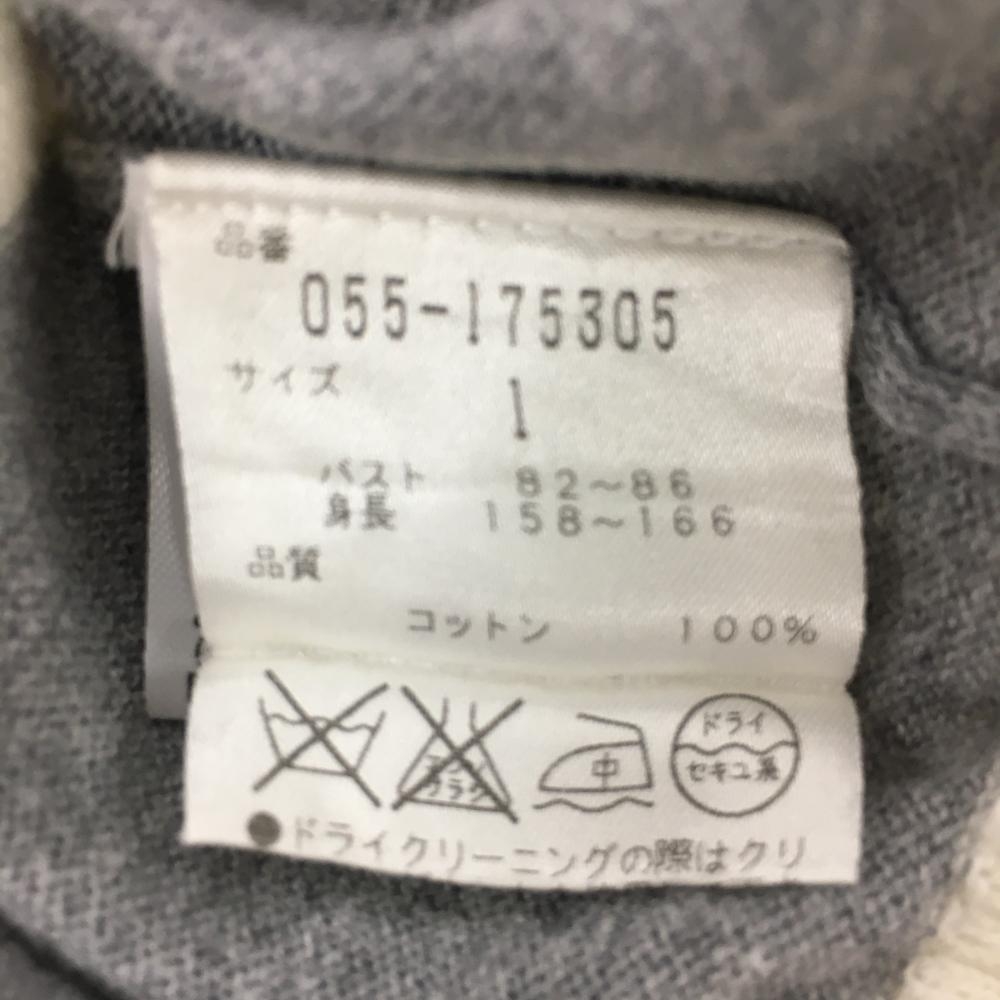 品番
055-175305
サイズ 1
バスト 82～86
身長 158～166
品質
コットン 100%
中
ドライ
セキユ系
●ドライクリーニングの際はクリ